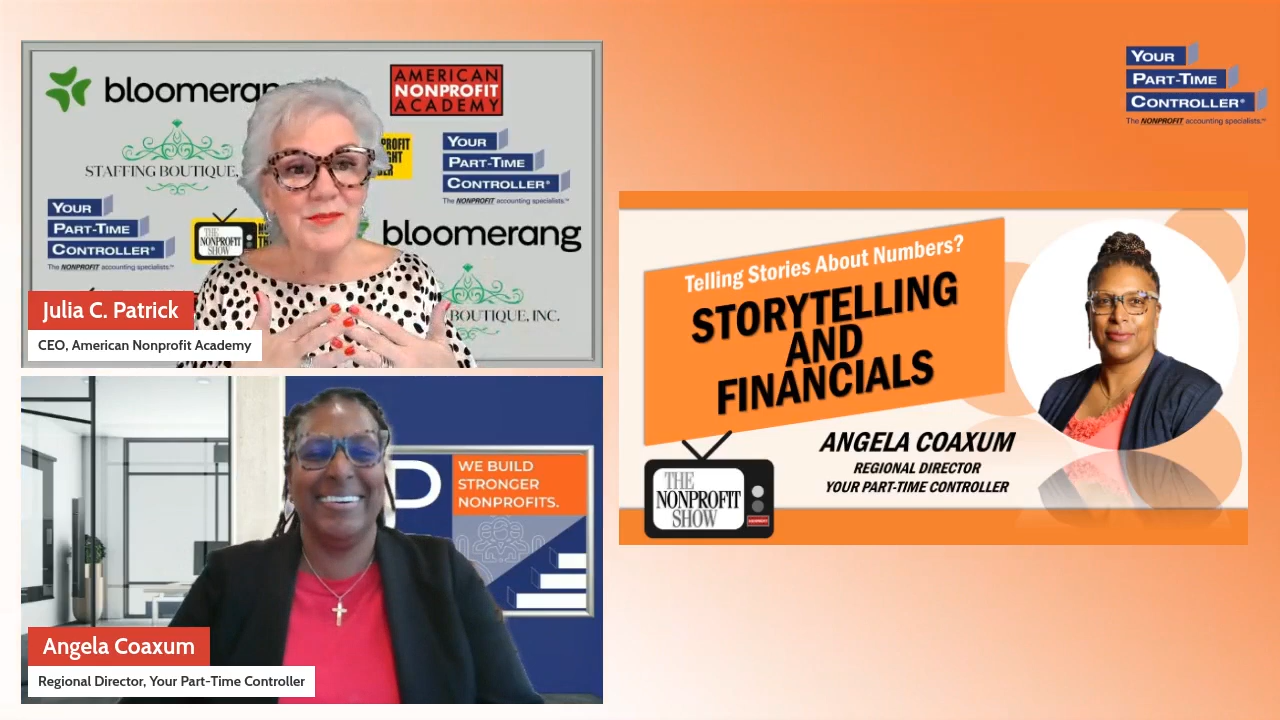 bloomerang
AMERICAN
NONPROFIT
ACADEMY
STAFFING BOUTIQUE,
YOUR
PART-TIME
CONTROLLER®
The NONPROFIT accounting specialists.™
YOUR
PART-TIME
CONTROLLER®
The NONPROFIT accounting specialists.™
THE
NONPROFIT
SHOW
bloomerang
BOUTIQUE, INC.
Julia C. Patrick
CEO, American Nonprofit Academy
WE BUILD
STRONGER
NONPROFITS.
Angela Coaxum
Regional Director, Your Part-Time Controller
YOUR
PART-TIME
CONTROLLER®
The NONPROFIT accounting specialists.™
Telling Stories About Numbers?
STORYTELLING
AND
FINANCIALS
ANGELA COAXUM
REGIONAL DIRECTOR
YOUR PART-TIME CONTROLLER
THE
NONPROFIT
SHOW